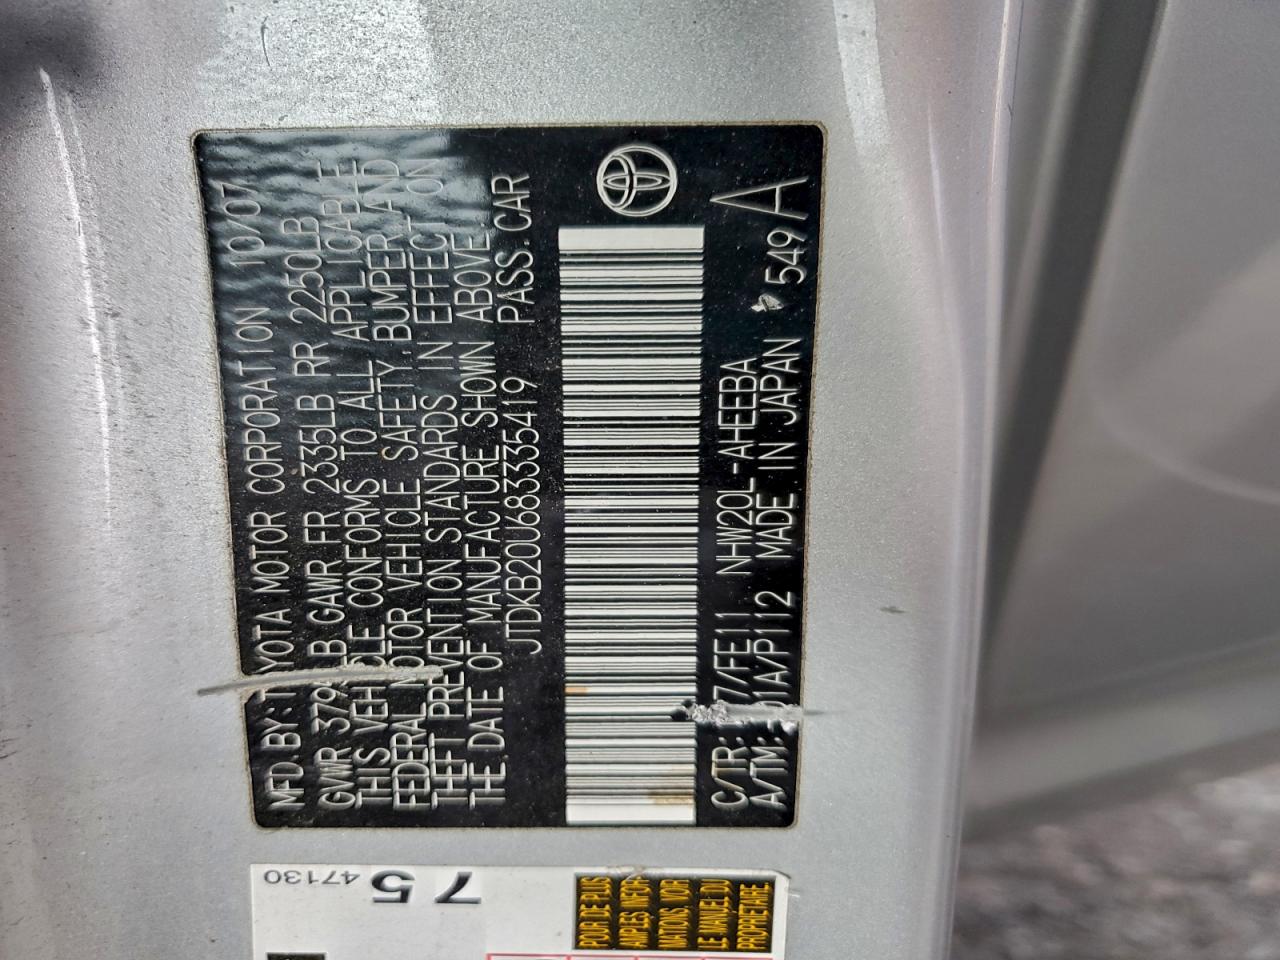 MFD. BY: TOYOTA MOTOR CORPORATION 10/07
GVWR GAWR FR 2335LB RR 2250LB
THIS VEHICLE CONFORMS TO ALL APPLICABLE
FEDERAL MOTOR VEHICLE SAFETY, BUMPER, AND
THEFT PREVENTION STANDARDS IN EFFECT ON
THE DATE OF MANUFACTURE SHOWN ABOVE.
JTDKB20U683335419 PASS. CAR
C/TR: /FE11 NHW20L-AHEEBA A
A/TM: /P112 MADE IN JAPAN 549
47130
75
POUR DE PLUS
AMPLES INFOR-
MATIONS, VOIR
LE MANUEL DU
PROPRIETAIRE.